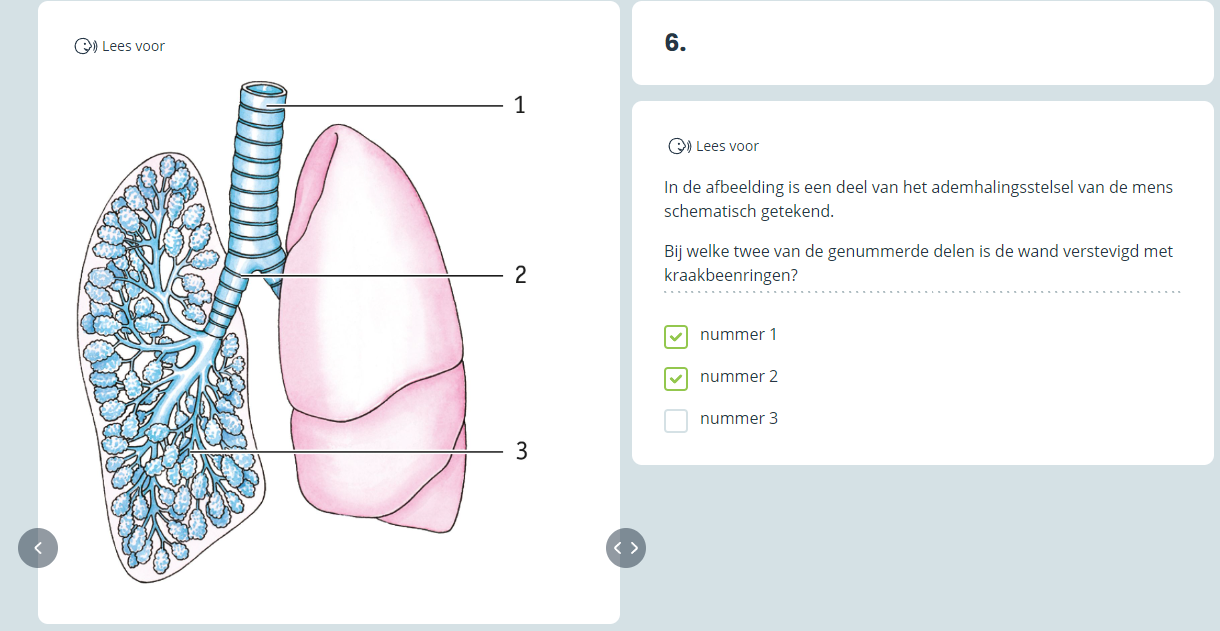 Lees voor
1
2
3
6.
Lees voor
In de afbeelding is een deel van het ademhalingsstelsel van de mens
schematisch getekend.
Bij welke twee van de genummerde delen is de wand verstevigd met
kraakbeenringen?
nummer 1
nummer 2
nummer 3